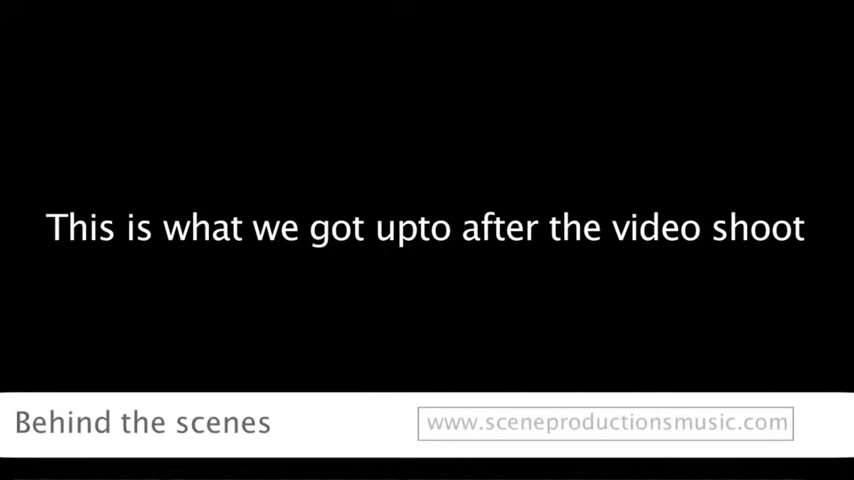 This is what we got upto after the video shoot
Behind the scenes
www.sceneproductionsmusic.com